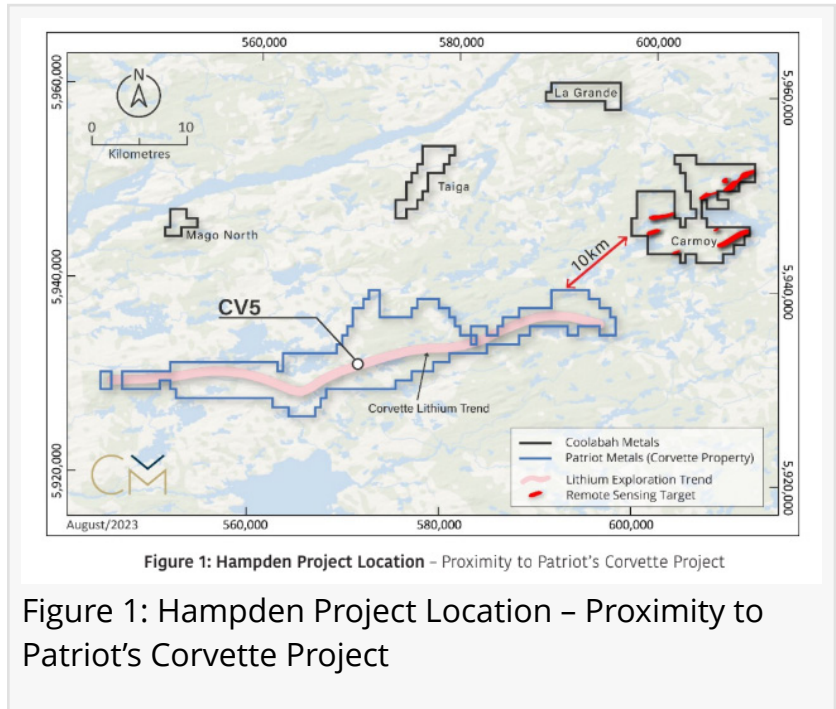 560,000
580,000
600,000
5,960,000
5,960,000
N
0
10
Kilometres
La Grande
Taiga
Mago North
Carmoy
10km
5,940,000
5,940,000
CV5
Corvette Lithium Trend
Coolabah Metals
Patriot Metals (Corvette Property)
Lithium Exploration Trend
Remote Sensing Target
5,920,000
5,920,000
CM
August/2023
560,000
580,000
600,000
Figure 1: Hampden Project Location – Proximity to Patriot's Corvette Project
Figure 1: Hampden Project Location – Proximity to
Patriot’s Corvette Project